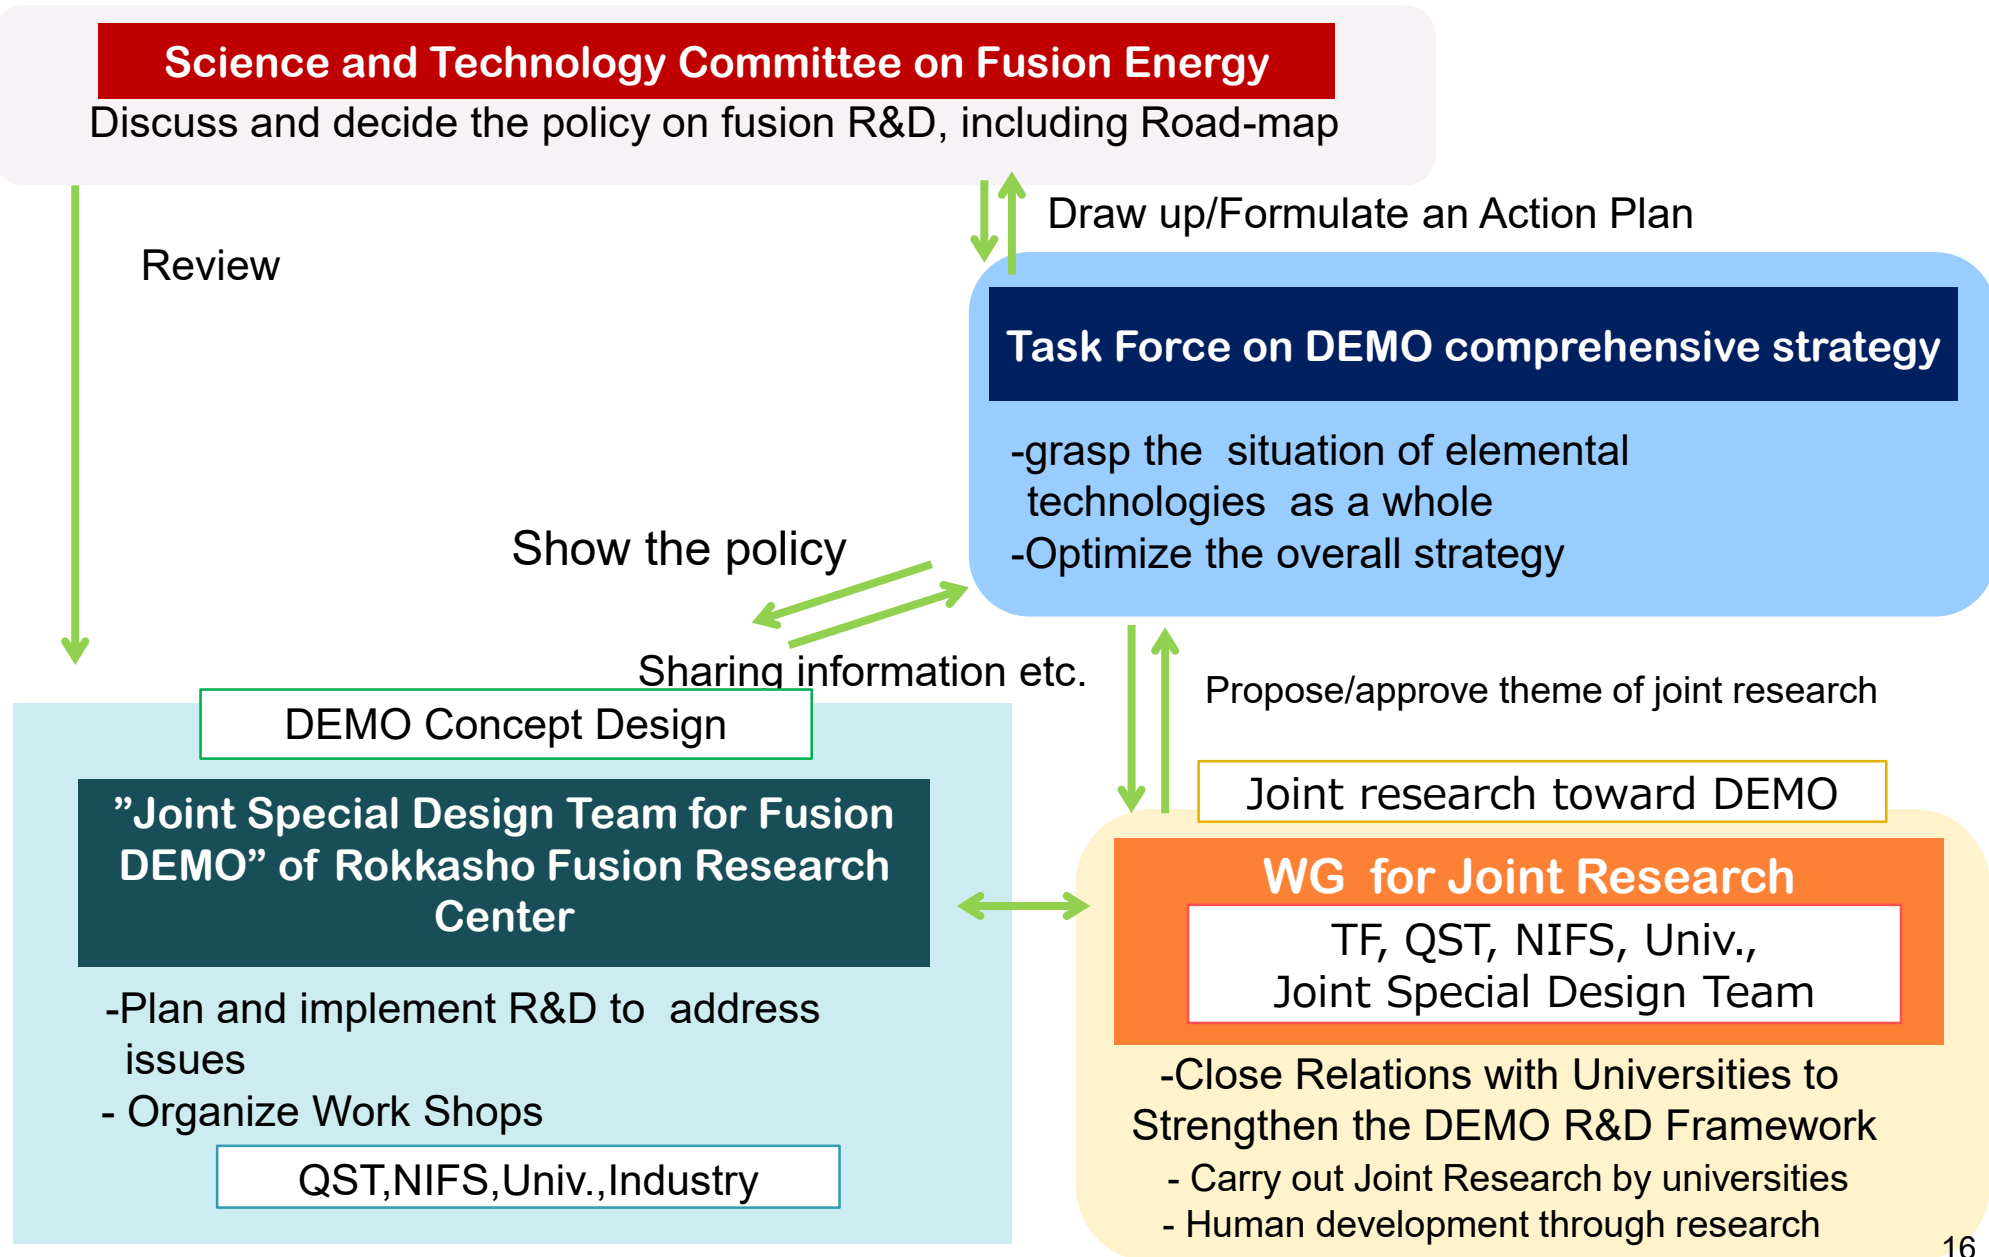 Science and Technology Committee on Fusion Energy
Discuss and decide the policy on fusion R&D, including Road-map
Draw up/Formulate an Action Plan
Review
Task Force on DEMO comprehensive strategy
-grasp the situation of elemental
technologies as a whole
-Optimize the overall strategy
Show the policy
Sharing information etc.
Propose/approve theme of joint research
DEMO Concept Design
”Joint Special Design Team for Fusion
DEMO” of Rokkasho Fusion Research
Center
-Plan and implement R&D to address
issues
- Organize Work Shops
QST,NIFS,Univ.,Industry
Joint research toward DEMO
WG for Joint Research
TF, QST, NIFS, Univ.,
Joint Special Design Team
-Close Relations with Universities to
Strengthen the DEMO R&D Framework
- Carry out Joint Research by universities
- Human development through research
16